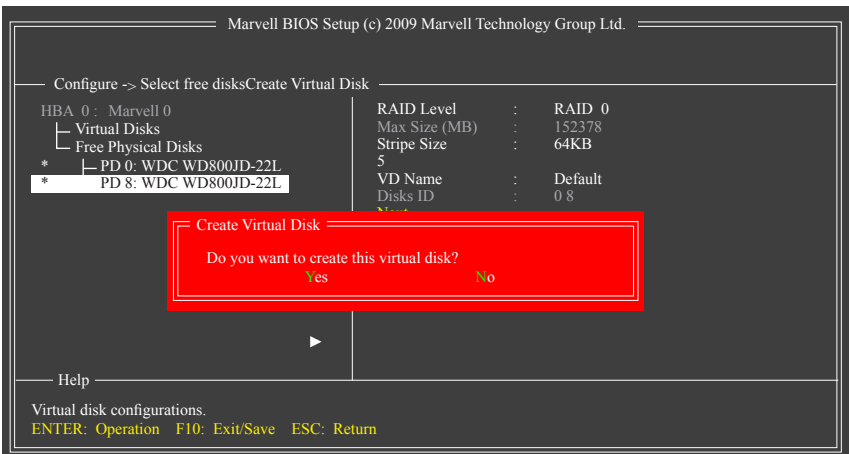 Marvell BIOS Setup (c) 2009 Marvell Technology Group Ltd.
Configure -> Select free disksCreate Virtual Disk
HBA 0 : Marvell 0
Virtual Disks
Free Physical Disks
* PD 0: WDC WD800JD-22L
* PD 8: WDC WD800JD-22L
RAID Level : RAID 0
Max Size (MB) : 152378
Stripe Size : 64KB
5
VD Name : Default
Disks ID : 0 8
Next
Create Virtual Disk
Do you want to create this virtual disk?
Yes No
Help
Virtual disk configurations.
ENTER: Operation F10: Exit/Save ESC: Return